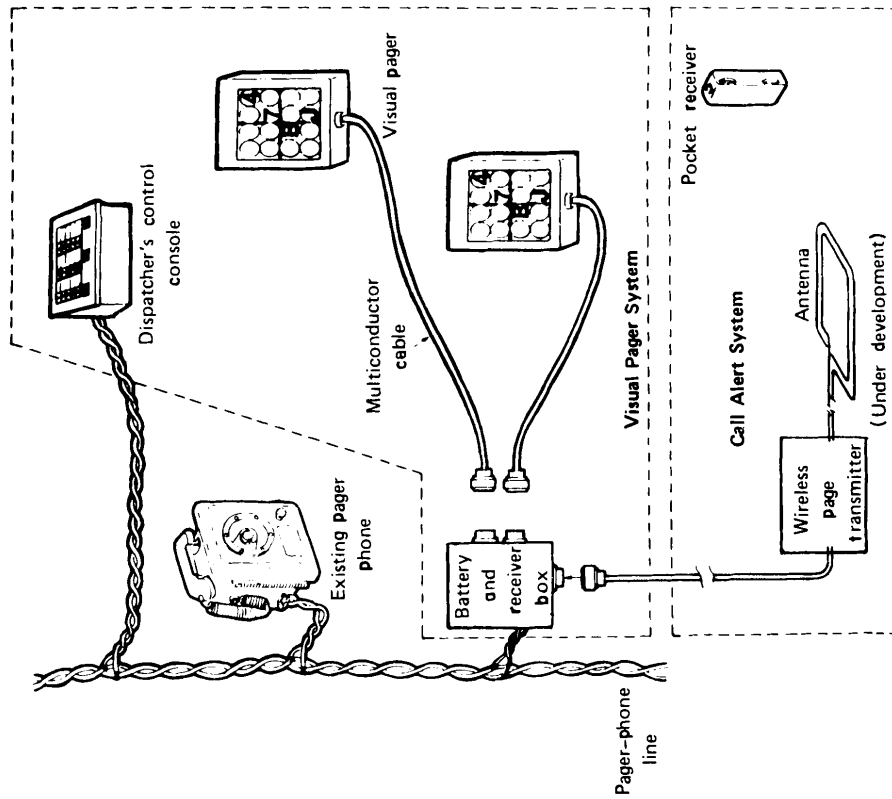 Pager-phone
line
Existing pager
phone
Dispatcher's control
console
Battery
and
receiver
box
Multiconductor
cable
Visual pager
Visual Pager System
Wireless
page
transmitter
Call Alert System
Antenna
(Under development)
Pocket receiver